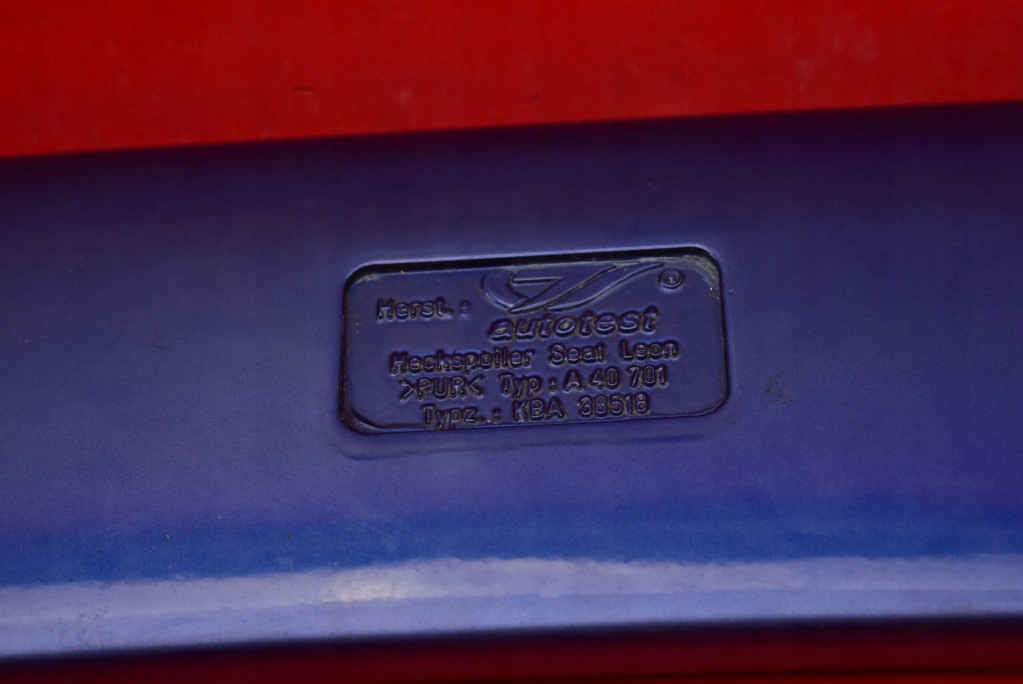 Herst. :
autotest ®
Heckspoiler Seat Leon
>PUR< Typ : A 40 701
Typz. : KBA 38518